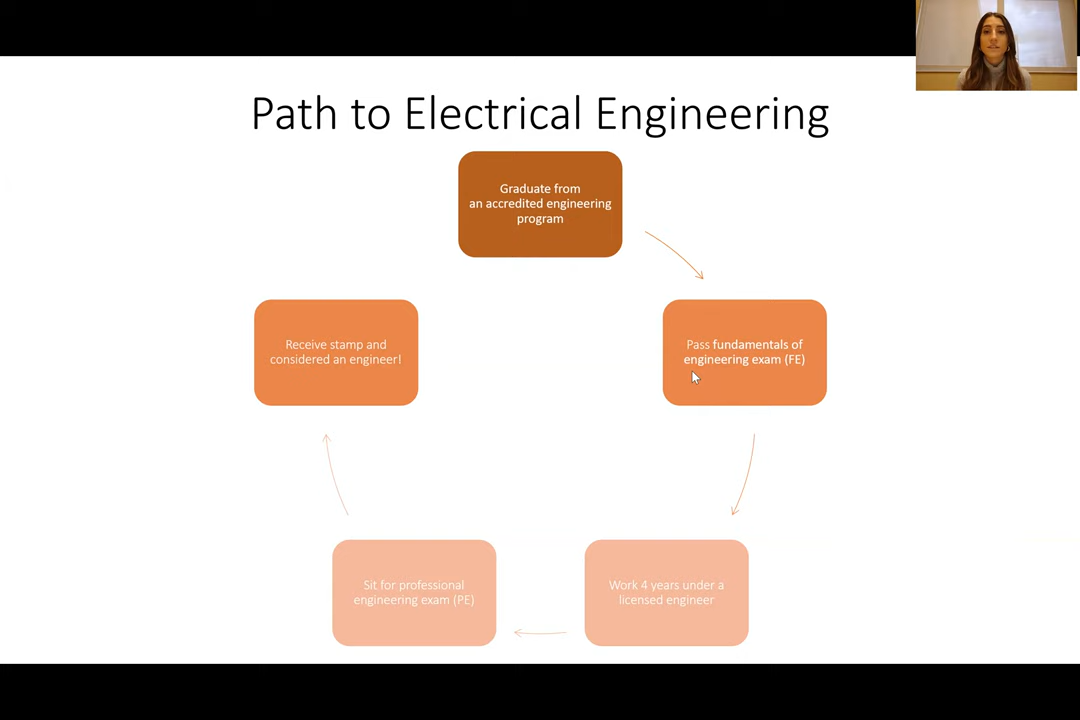 Path to Electrical Engineering
Graduate from
an accredited engineering
program
Pass fundamentals of
engineering exam (FE)
Work 4 years under a
licensed engineer
Sit for professional
engineering exam (PE)
Receive stamp and
considered an engineer!